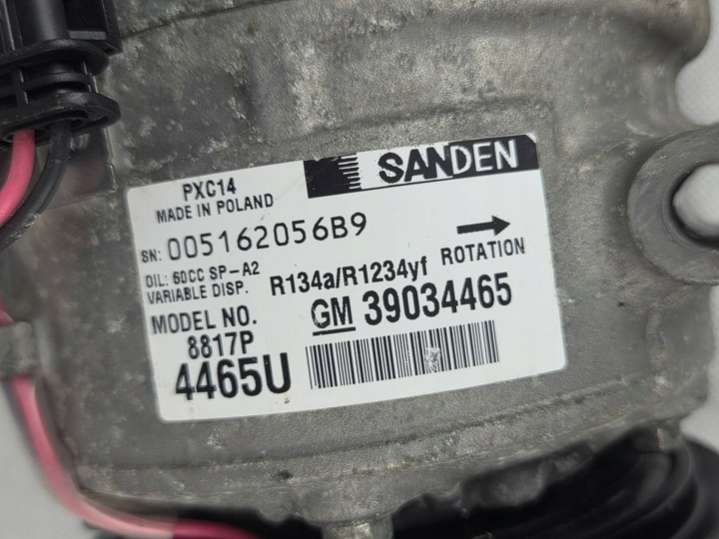 SANDEN
PXC14
MADE IN POLAND
SN: 005162056B9
ROTATION
OIL: 60CC SP-A2
VARIABLE DISP.
R134a/R1234yf
MODEL NO.
8817P
GM 39034465
4465U